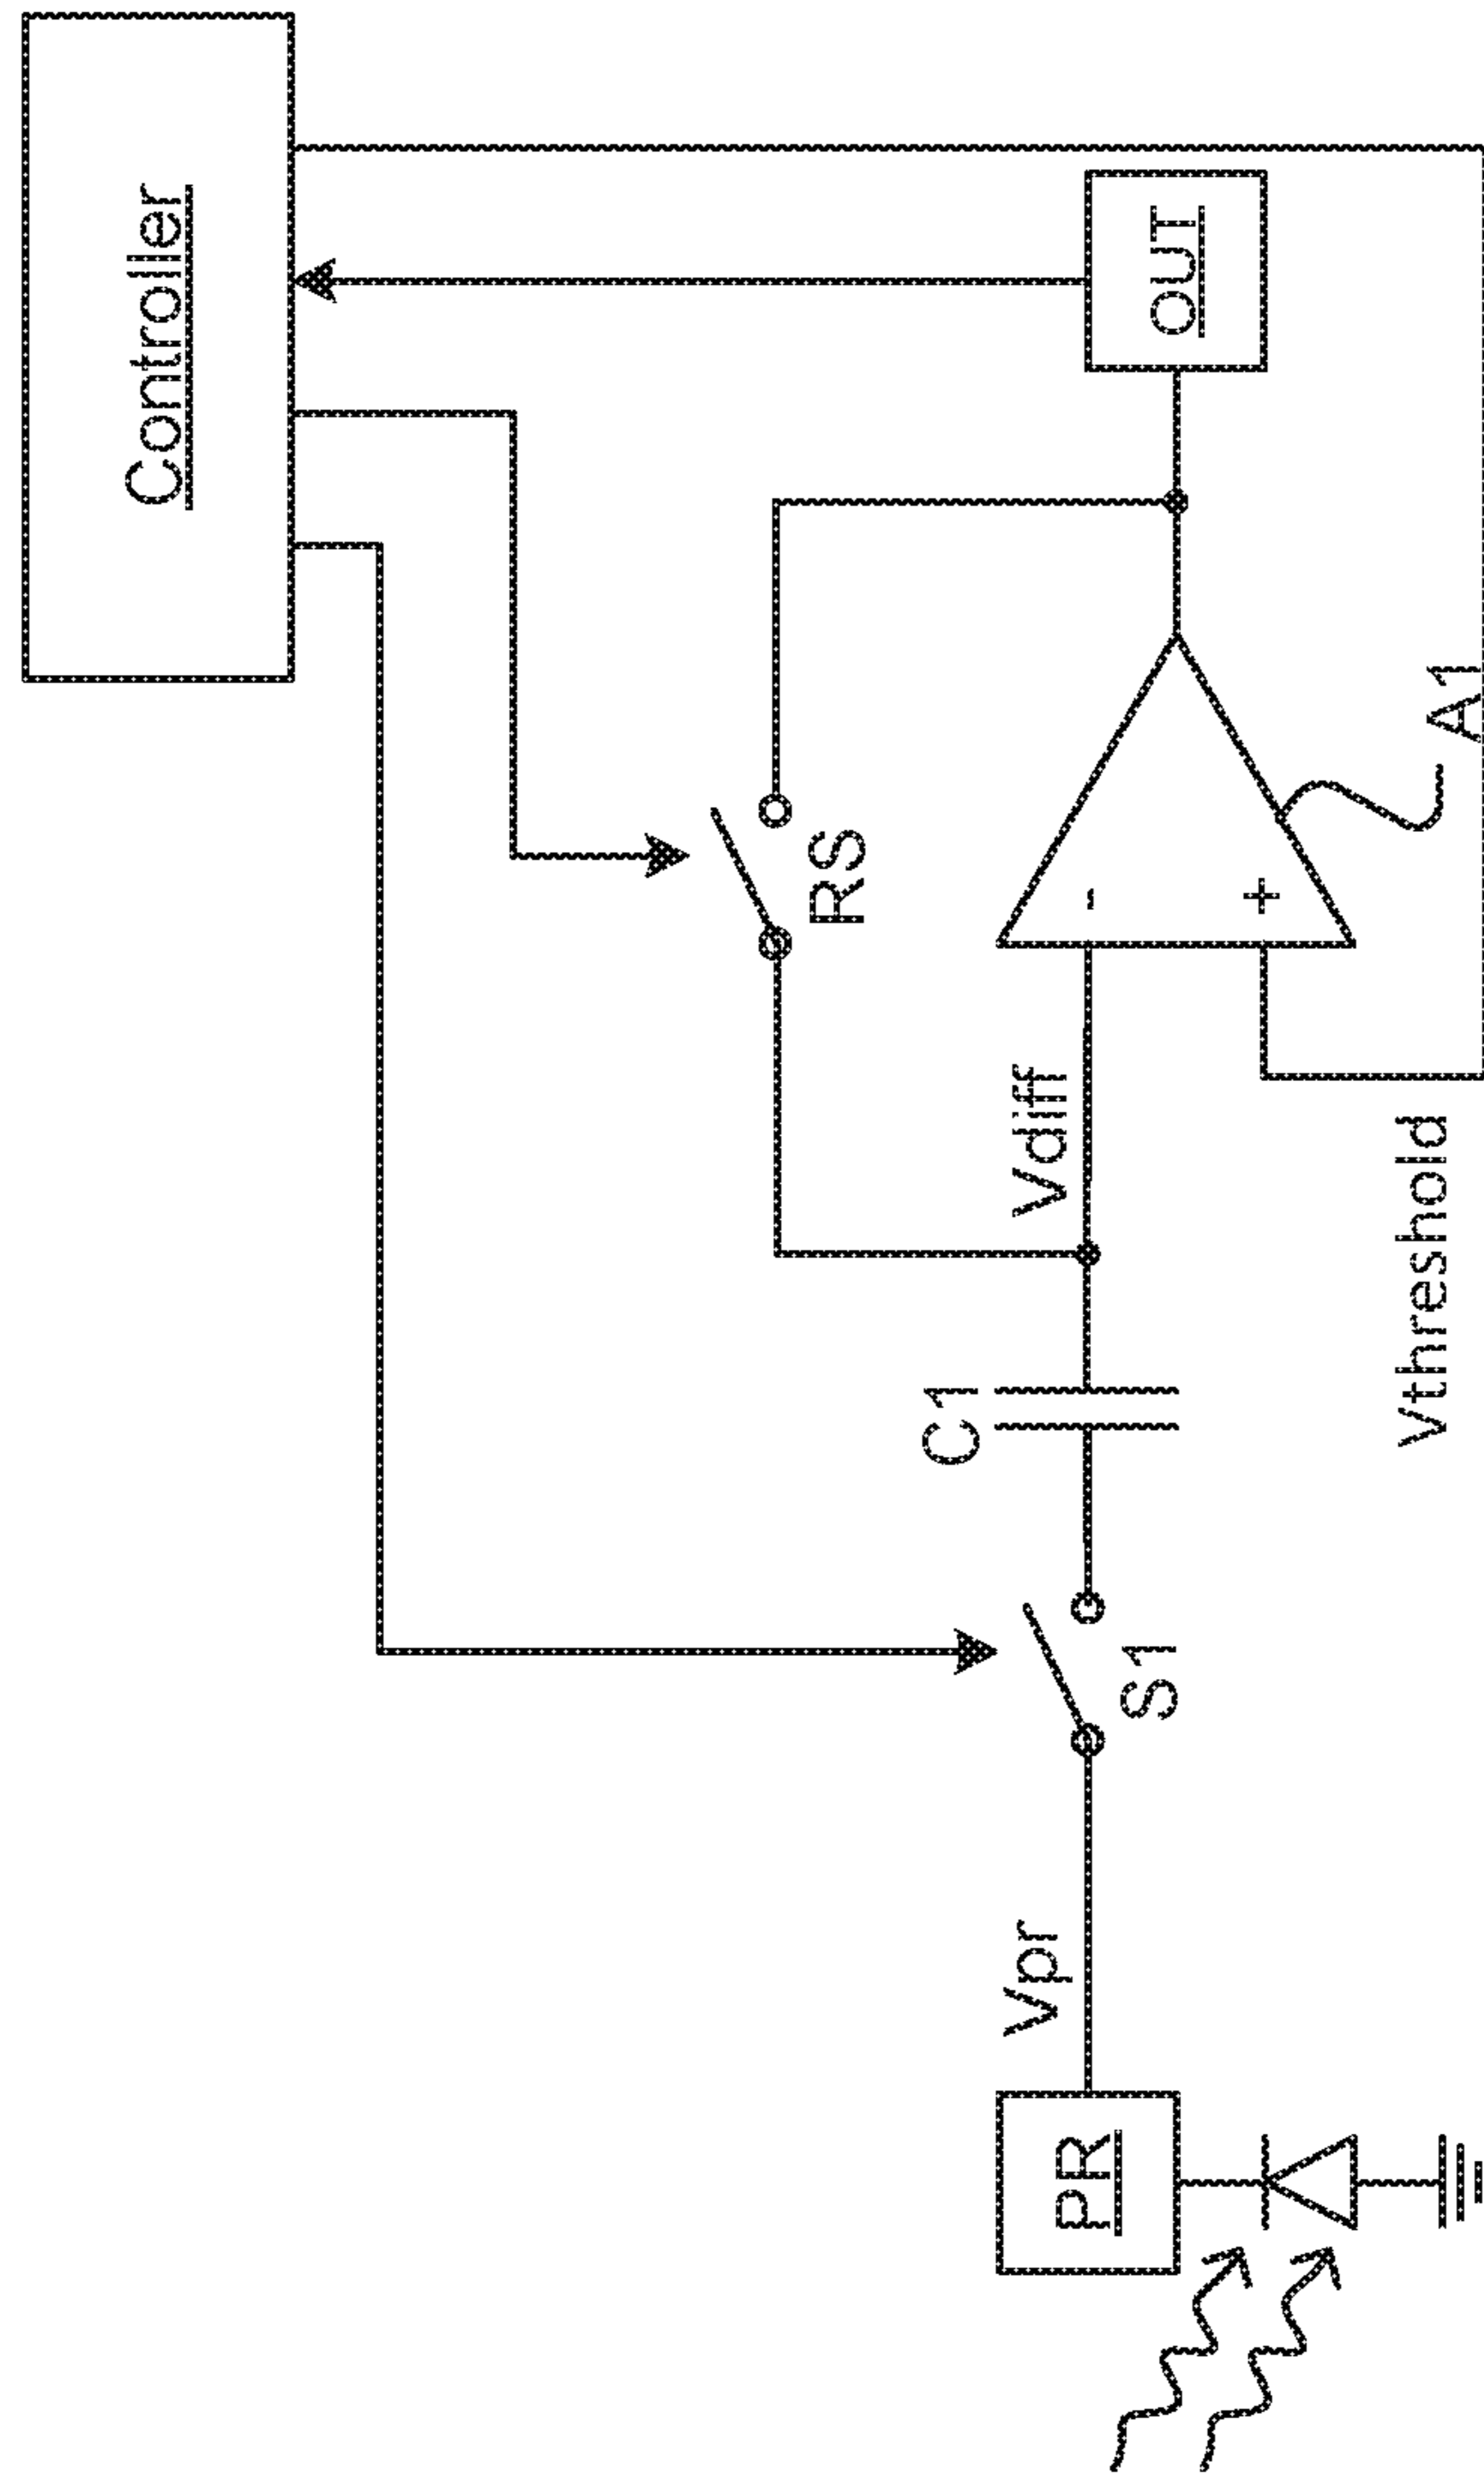 Controller
RS
OUT
C1
Vdiff
Vpr
S1
-
+
PR
Vthreshold
A1